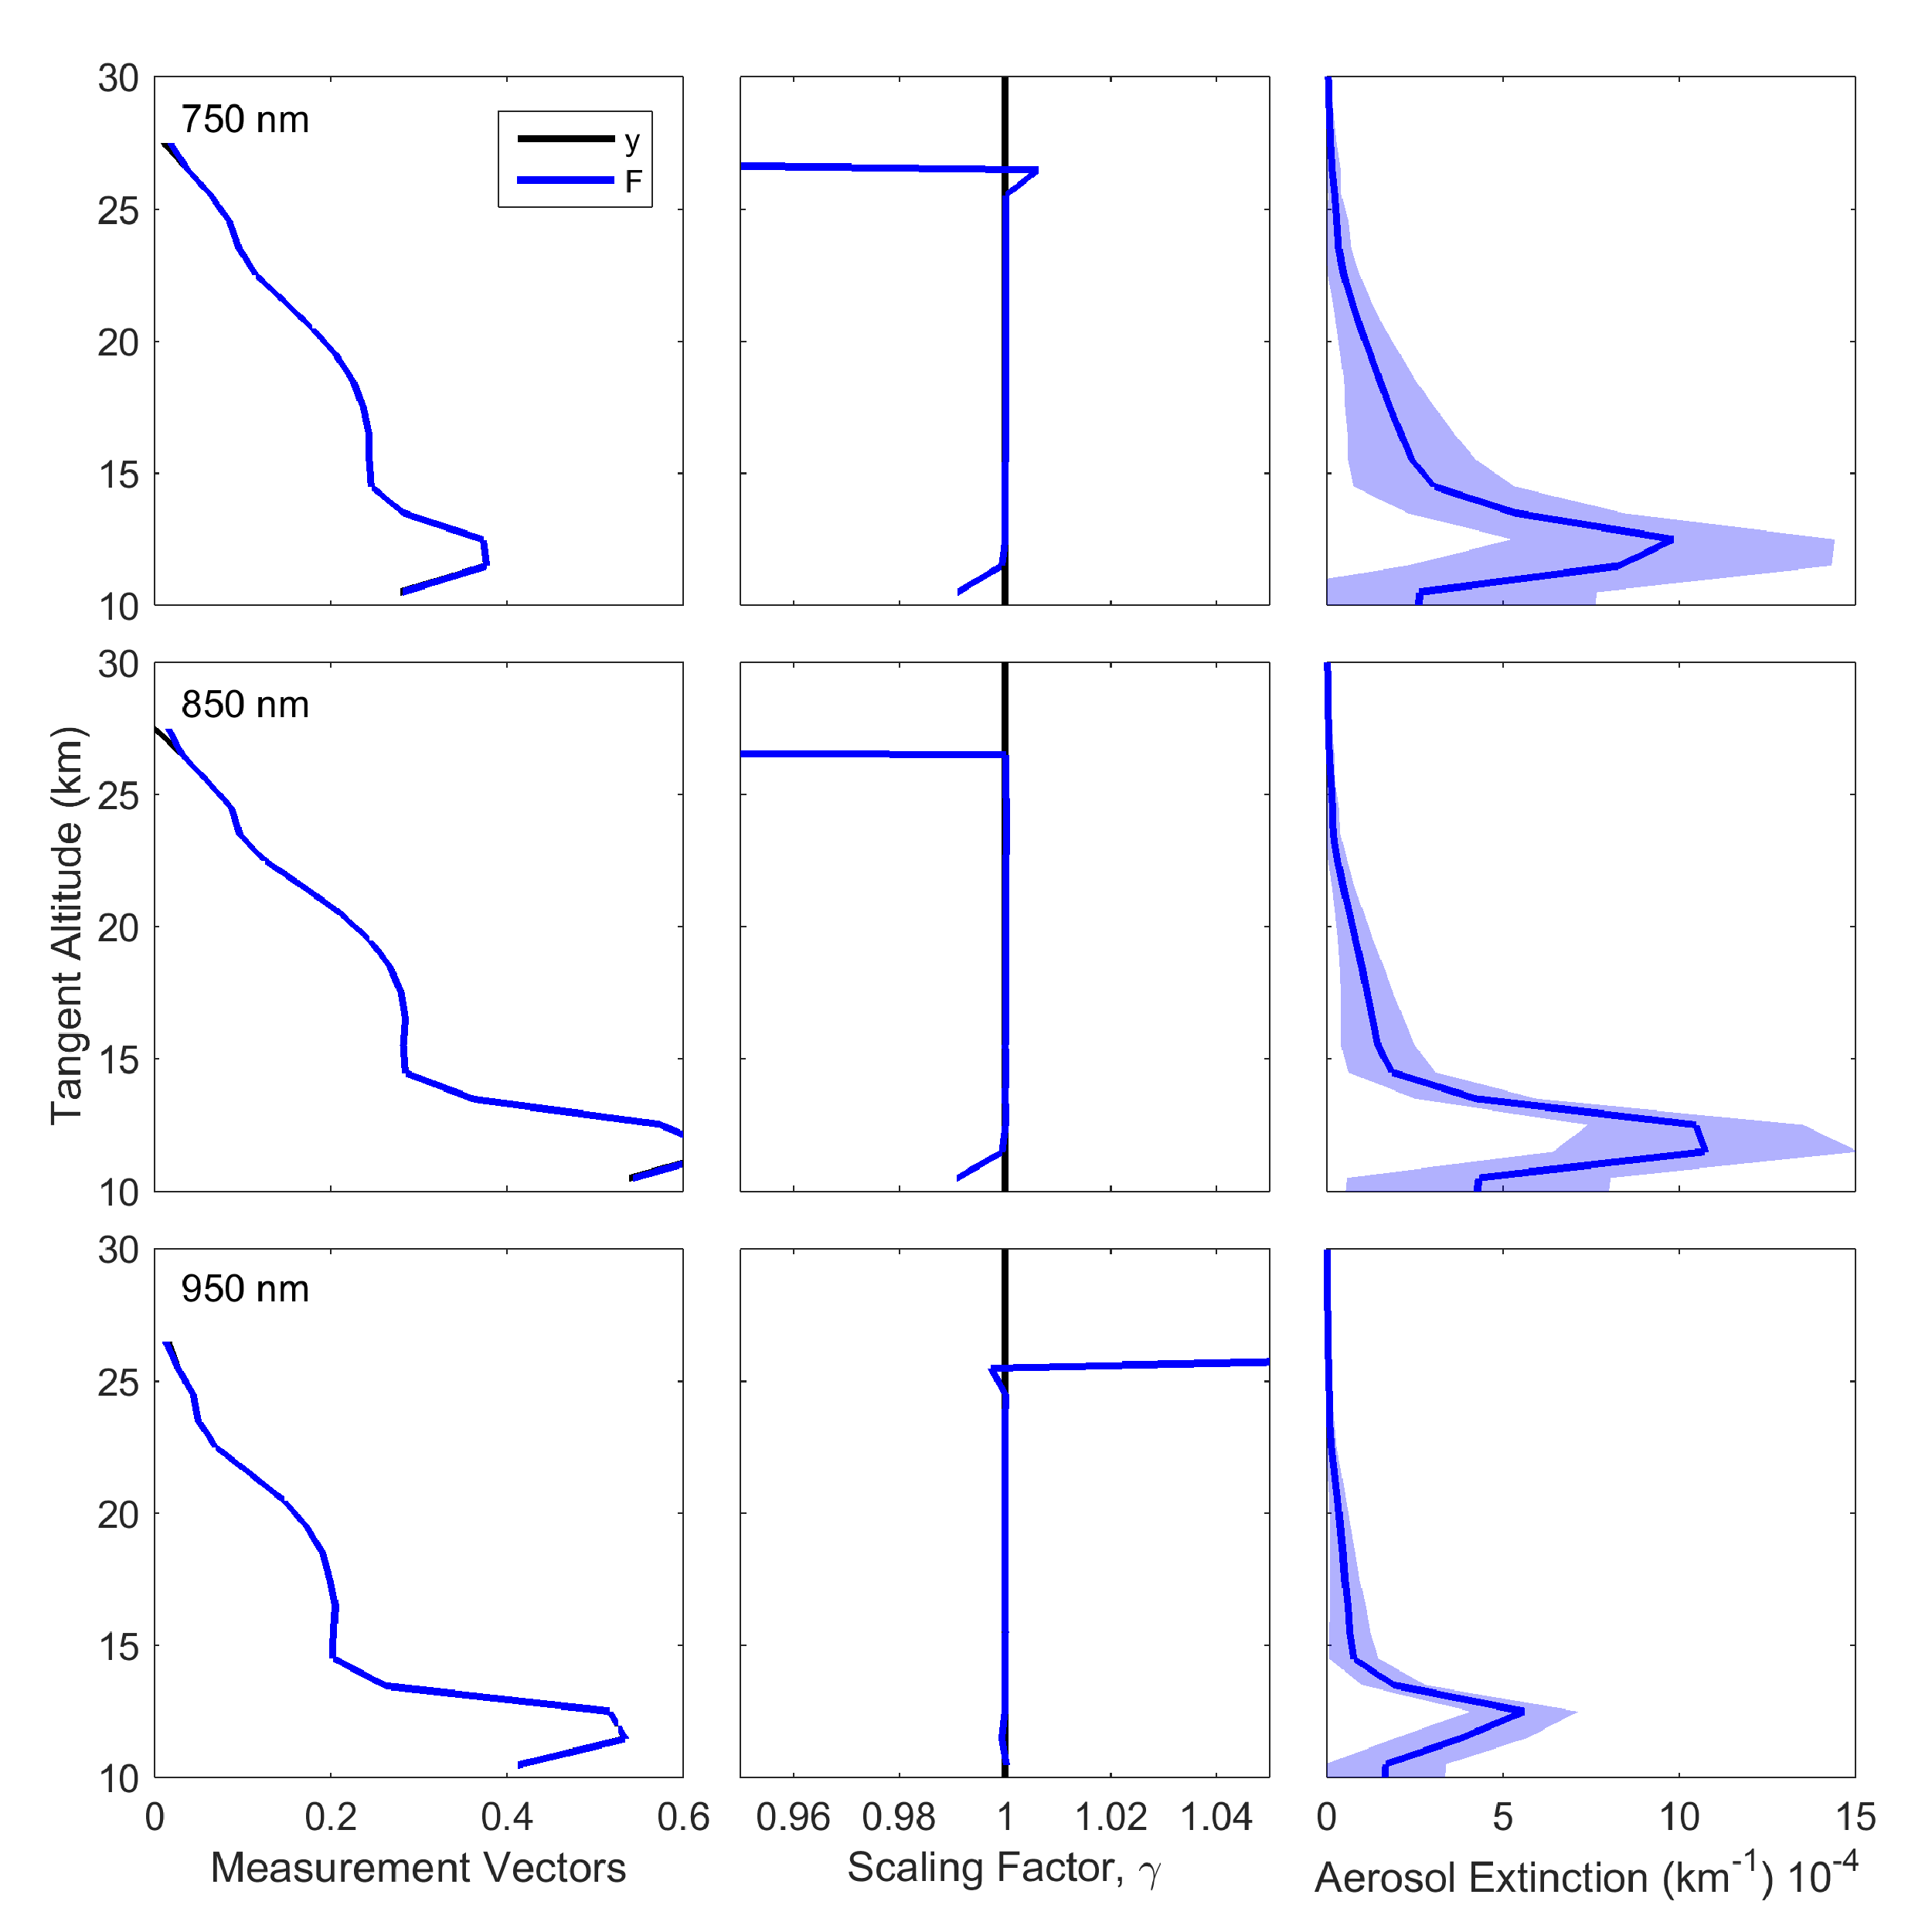 30
25
20
15
10
750 nm
y
F
30
25
20
15
10
850 nm
Tangent Altitude (km)
30
25
20
15
10
950 nm
0 0.2 0.4 0.6
0.96 0.98 1 1.02 1.04
0 5 10 15
Measurement Vectors
Scaling Factor, γ
Aerosol Extinction (km⁻¹) 10⁻⁴